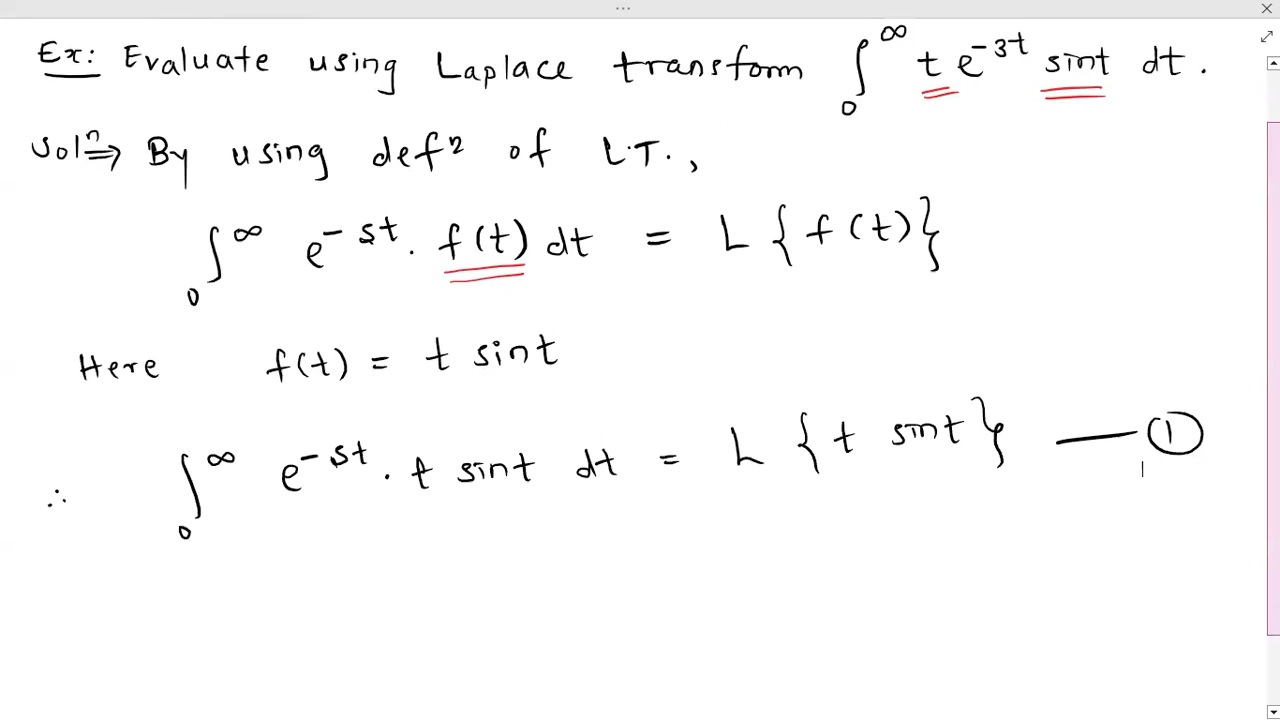 Ex: Evaluate using Laplace transform ∫₀^∞ t e^{-3t} sint dt.
Solⁿ⇒ By using defⁿ of L.T.,
∫₀^∞ e^{-st}. f(t) dt = L {f(t)}
Here f(t) = t sint
∴ ∫₀^∞ e^{-st}. t sint dt = L {t sint} — ①